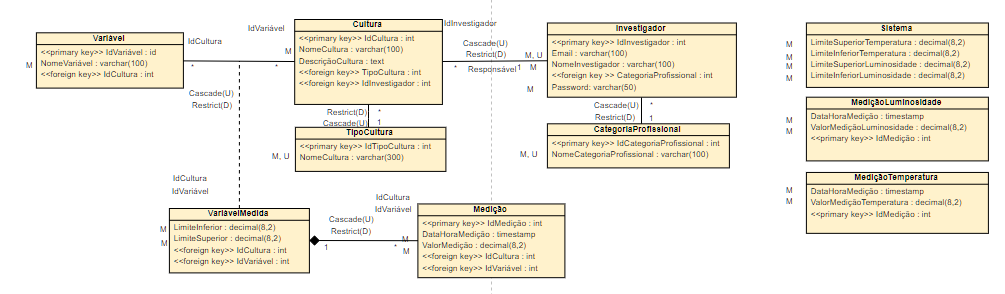 Variável
M
<<primary key>> IdVariável : id
NomeVariável : varchar(100)
<<foreign key>> IdCultura : int
IdCultura
*
IdVariável
M
*
Cultura
<<primary key>> IdCultura : int
NomeCultura : varchar(100)
DescriçãoCultura : text
<<foreign key>> TipoCultura : int
<<foreign key>> IdInvestigador : int
IdInvestigador
Cascade(U)
Restrict(D)
M, U
* Responsável 1
M
Investigador
<<primary key>> IdInvestigador : int
Email : varchar(100)
NomeInvestigador : varchar(100)
<<foreign key>> CategoriaProfissional : int
Password: varchar(50)
Sistema
M
M
M
M
LimiteSuperiorTemperatura : decimal(8,2)
LimiteInferiorTemperatura : decimal(8,2)
LimiteSuperiorLuminosidade : decimal(8,2)
LimiteInferiorLuminosidade : decimal(8,2)
Cascade(U)
Restrict(D)
Restrict(D)
Cascade(U)
*
1
Cascade(U)
Restrict(D)
*
1
MediçãoLuminosidade
M
M
DataHoraMedição : timestamp
ValorMediçãoLuminosidade : decimal(8,2)
<<primary key>> IdMedição : int
TipoCultura
M, U
<<primary key>> IdTipoCultura : int
NomeCultura : varchar(300)
CategoriaProfissional
M, U
<<primary key>> IdCategoriaProfissional : int
NomeCategoriaProfissional : varchar(100)
MediçãoTemperatura
M
M
DataHoraMedição : timestamp
ValorMediçãoTemperatura : decimal(8,2)
<<primary key>> IdMedição : int
IdCultura
IdVariável
VariávelMedida
M
M
LimiteInferior : decimal(8,2)
LimiteSuperior : decimal(8,2)
<<foreign key>> IdCultura : int
<<foreign key>> IdVariável : int
IdCultura
IdVariável
Cascade(U)
Restrict(D)
1
*
M
M
Medição
<<primary key>> IdMedição : int
DataHoraMedição : timestamp
ValorMedição : decimal(8,2)
<<foreign key>> IdCultura : int
<<foreign key>> IdVariável : int